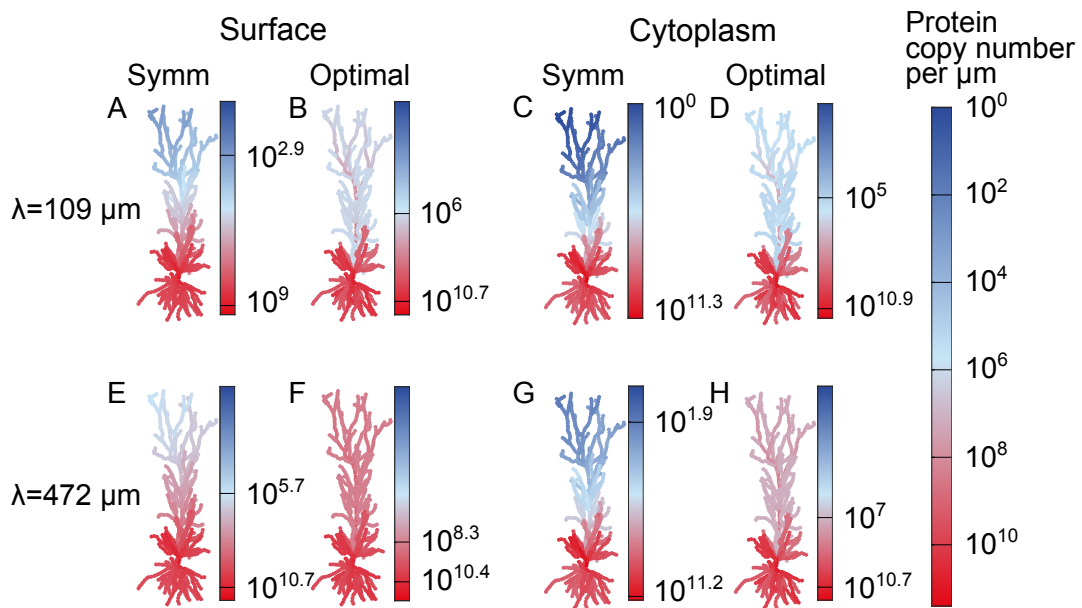 Surface
Cytoplasm
Protein
copy number
per μm
Symm
Optimal
Symm
Optimal
A
B
C
D
10^2.9
10^9
10^6
10^10.7
10^0
10^11.3
10^5
10^10.9
λ=109 μm
E
F
G
H
10^5.7
10^10.7
10^8.3
10^10.4
10^1.9
10^11.2
10^7
10^10.7
λ=472 μm
10^0
10^2
10^4
10^6
10^8
10^10